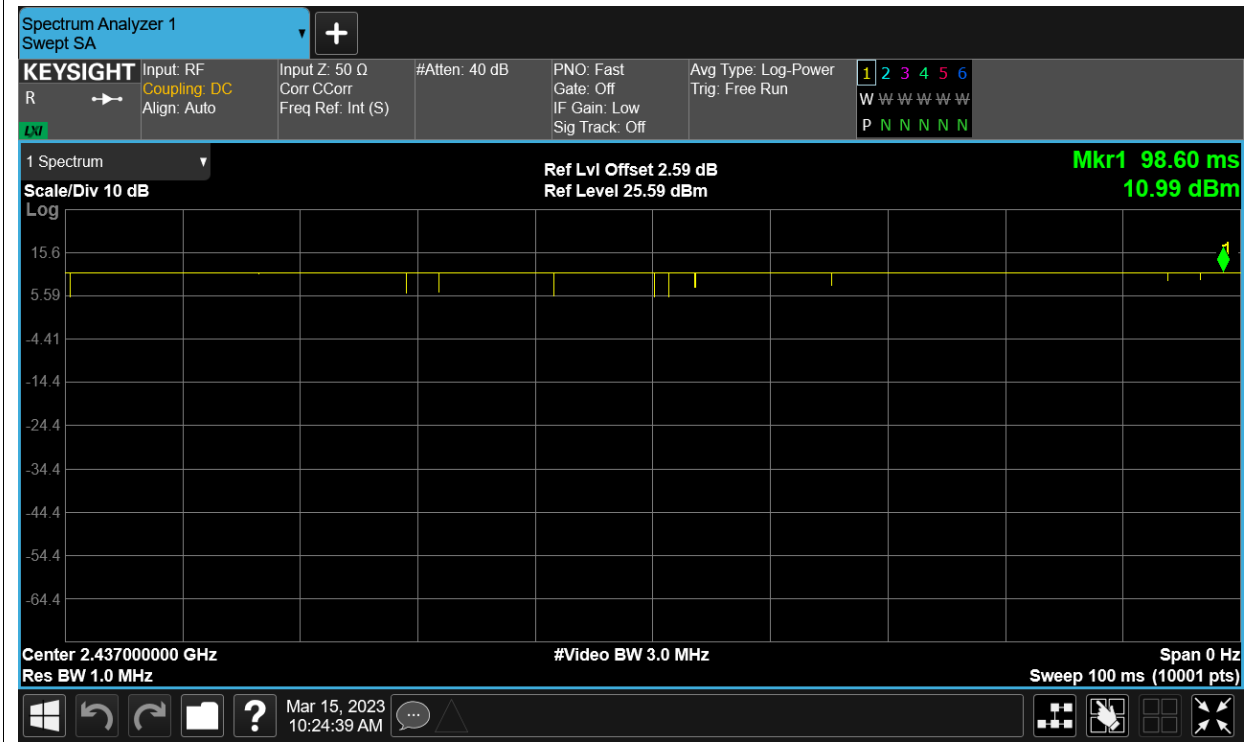 Spectrum Analyzer 1
Swept SA
KEYSIGHT
R
LXI
Input: RF
Coupling: DC
Align: Auto
Input Z: 50 Ω
Corr CCorr
Freq Ref: Int (S)
#Atten: 40 dB
PNO: Fast
Gate: Off
IF Gain: Low
Sig Track: Off
Avg Type: Log-Power
Trig: Free Run
1 2 3 4 5 6
W W W W W W
P N N N N N
1 Spectrum
Scale/Div 10 dB
Log
Ref Lvl Offset 2.59 dB
Ref Level 25.59 dBm
Mkr1 98.60 ms
10.99 dBm
1
15.6
5.59
-4.41
-14.4
-24.4
-34.4
-44.4
-54.4
-64.4
Center 2.437000000 GHz
Res BW 1.0 MHz
#Video BW 3.0 MHz
Span 0 Hz
Sweep 100 ms (10001 pts)
?
Mar 15, 2023
10:24:39 AM